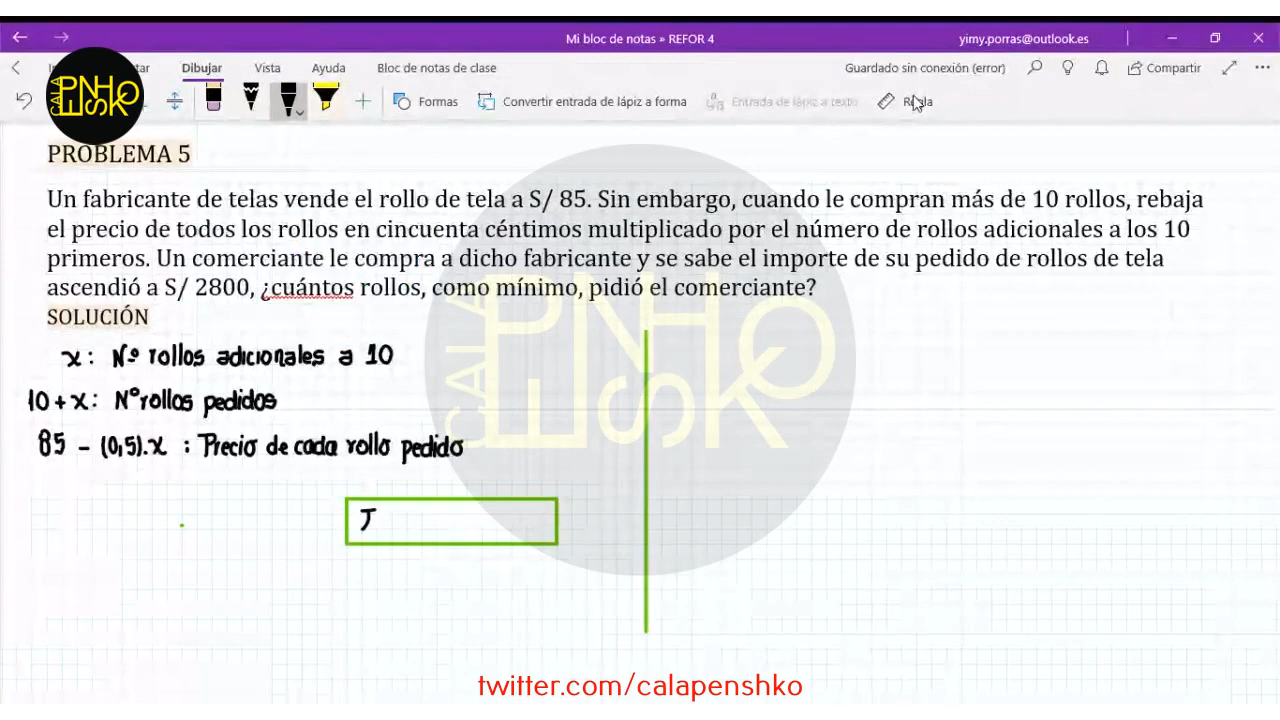 Mi bloc de notas » REFOR 4
yimy.porras@outlook.es
Dibujar
Vista
Ayuda
Bloc de notas de clase
Guardado sin conexión (error)
Compartir
Formas
Convertir entrada de lápiz a forma
Entrada de lápiz a texto
CALA PENSHKO
PROBLEMA 5
Un fabricante de telas vende el rollo de tela a S/ 85. Sin embargo, cuando le compran más de 10 rollos, rebaja
el precio de todos los rollos en cincuenta céntimos multiplicado por el número de rollos adicionales a los 10
primeros. Un comerciante le compra a dicho fabricante y se sabe el importe de su pedido de rollos de tela
ascendió a S/ 2800, ¿cuántos rollos, como mínimo, pidió el comerciante?
SOLUCIÓN
x : Nº rollos adicionales a 10
10 + x : Nº rollos pedidos
85 - (0,5).x : Precio de cada rollo pedido
CALA PENSHKO
twitter.com/calapenshko